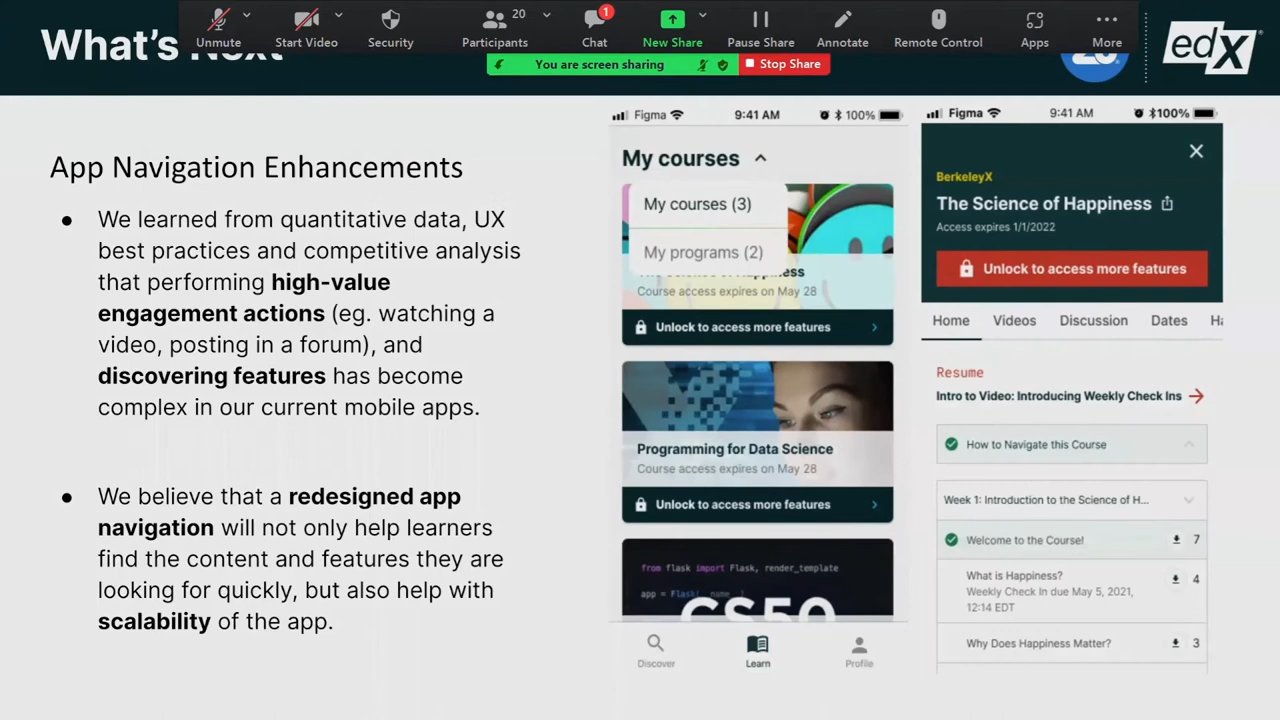 What's Next
Unmute
Start Video
Security
Participants
20
Chat
1
New Share
Pause Share
Annotate
Remote Control
Apps
More
You are screen sharing
Stop Share
edX
App Navigation Enhancements
● We learned from quantitative data, UX
best practices and competitive analysis
that performing high-value
engagement actions (eg. watching a
video, posting in a forum), and
discovering features has become
complex in our current mobile apps.
● We believe that a redesigned app
navigation will not only help learners
find the content and features they are
looking for quickly, but also help with
scalability of the app.
Figma 9:41 AM 100%
My courses
My courses (3)
My programs (2)
The Science of Happiness
Course access expires on May 28
Unlock to access more features
Programming for Data Science
Course access expires on May 28
Unlock to access more features
from flask import Flask, render_template
app = Flask(__name__)
CS50
Discover
Learn
Profile
Figma 9:41 AM 100%
BerkeleyX
The Science of Happiness
Access expires 1/1/2022
Unlock to access more features
Home Videos Discussion Dates Ha
Resume
Intro to Video: Introducing Weekly Check Ins
How to Navigate this Course
Week 1: Introduction to the Science of H...
Welcome to the Course! 7
What is Happiness? 4
Weekly Check In due May 5, 2021,
12:14 EDT
Why Does Happiness Matter? 3